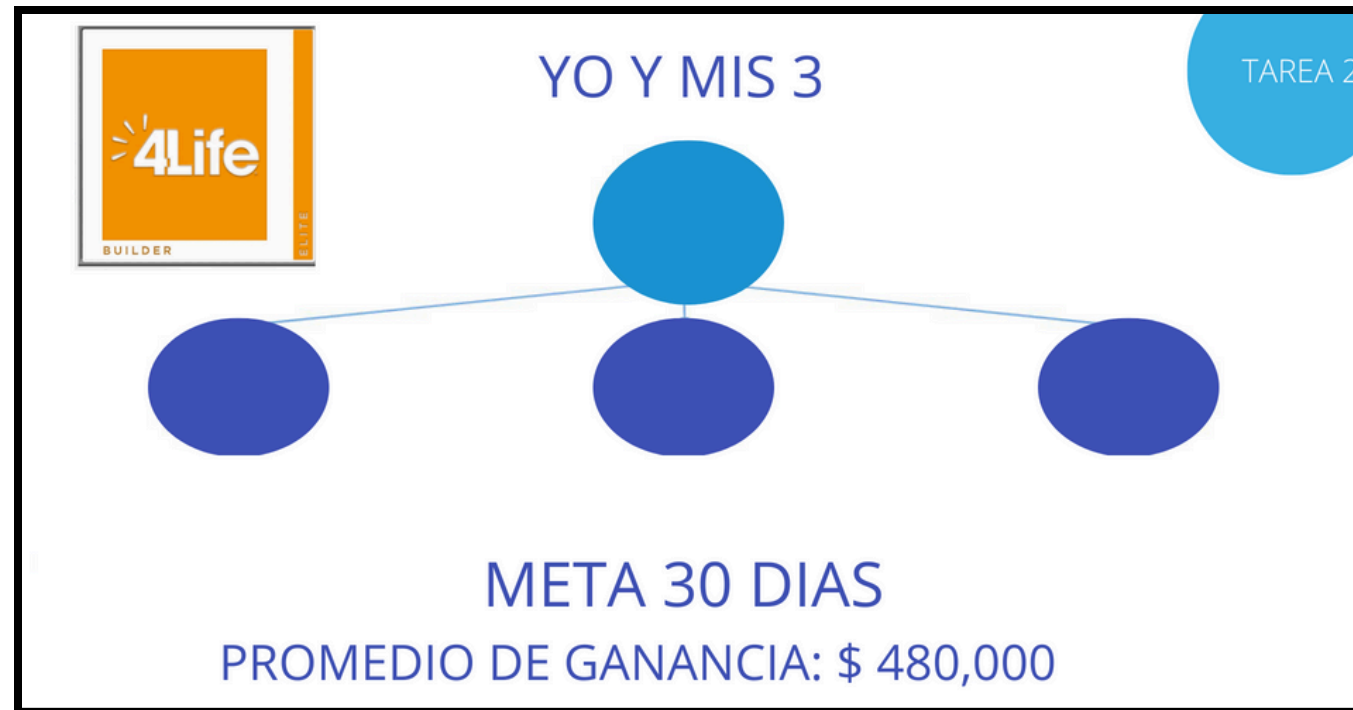 YO Y MIS 3
TAREA 2
4Life
BUILDER
ELITE
META 30 DIAS
PROMEDIO DE GANANCIA: $ 480,000